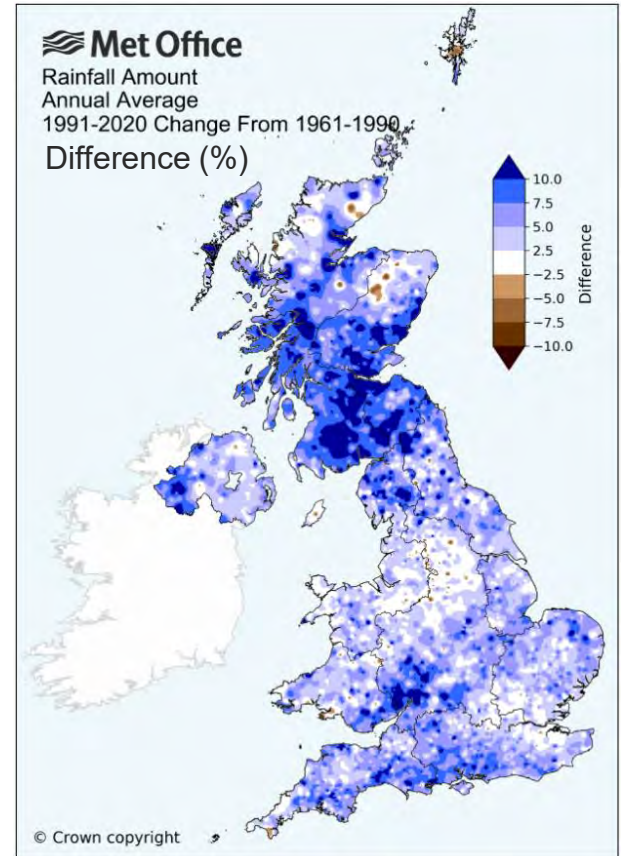 Met Office
Rainfall Amount
Annual Average
1991-2020 Change From 1961-1990
Difference (%)
10.0
7.5
5.0
2.5
−2.5
−5.0
−7.5
−10.0
Difference
© Crown copyright